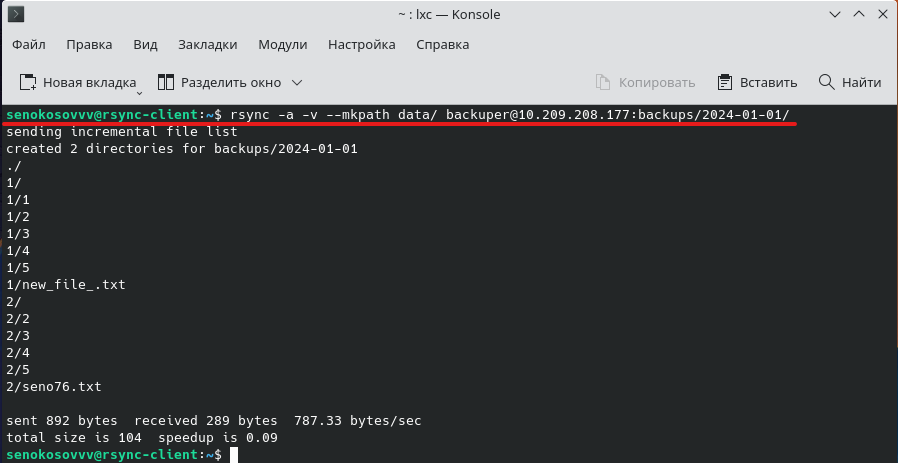 ~ : lxc — Konsole
Файл Правка Вид Закладки Модули Настройка Справка
Новая вкладка Разделить окно Копировать Вставить Найти
senokosovvv@rsync-client:~$ rsync -a -v --mkpath data/ backuper@10.209.208.177:backups/2024-01-01/
sending incremental file list
created 2 directories for backups/2024-01-01
./
1/
1/1
1/2
1/3
1/4
1/5
1/new_file_.txt
2/
2/2
2/3
2/4
2/5
2/seno76.txt
sent 892 bytes  received 289 bytes  787.33 bytes/sec
total size is 104  speedup is 0.09
senokosovvv@rsync-client:~$